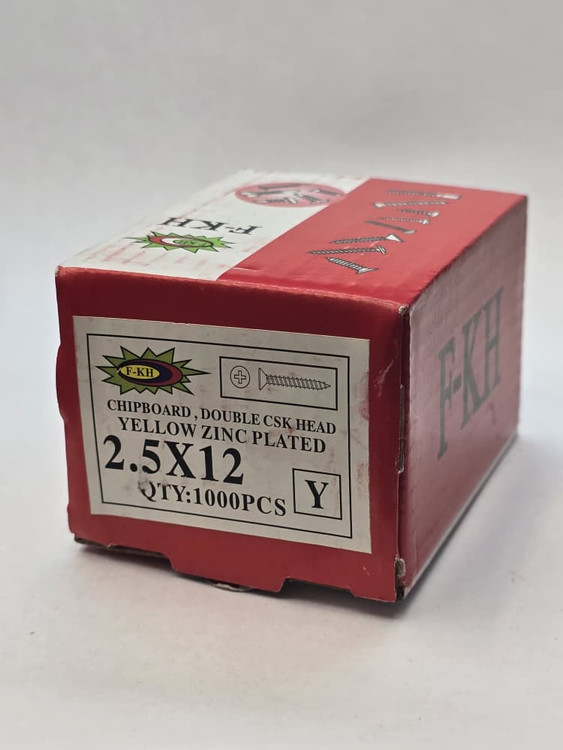 F-KH
F-KH
CHIPBOARD , DOUBLE CSK HEAD
YELLOW ZINC PLATED
2.5X12
QTY:1000PCS
Y
F-KH